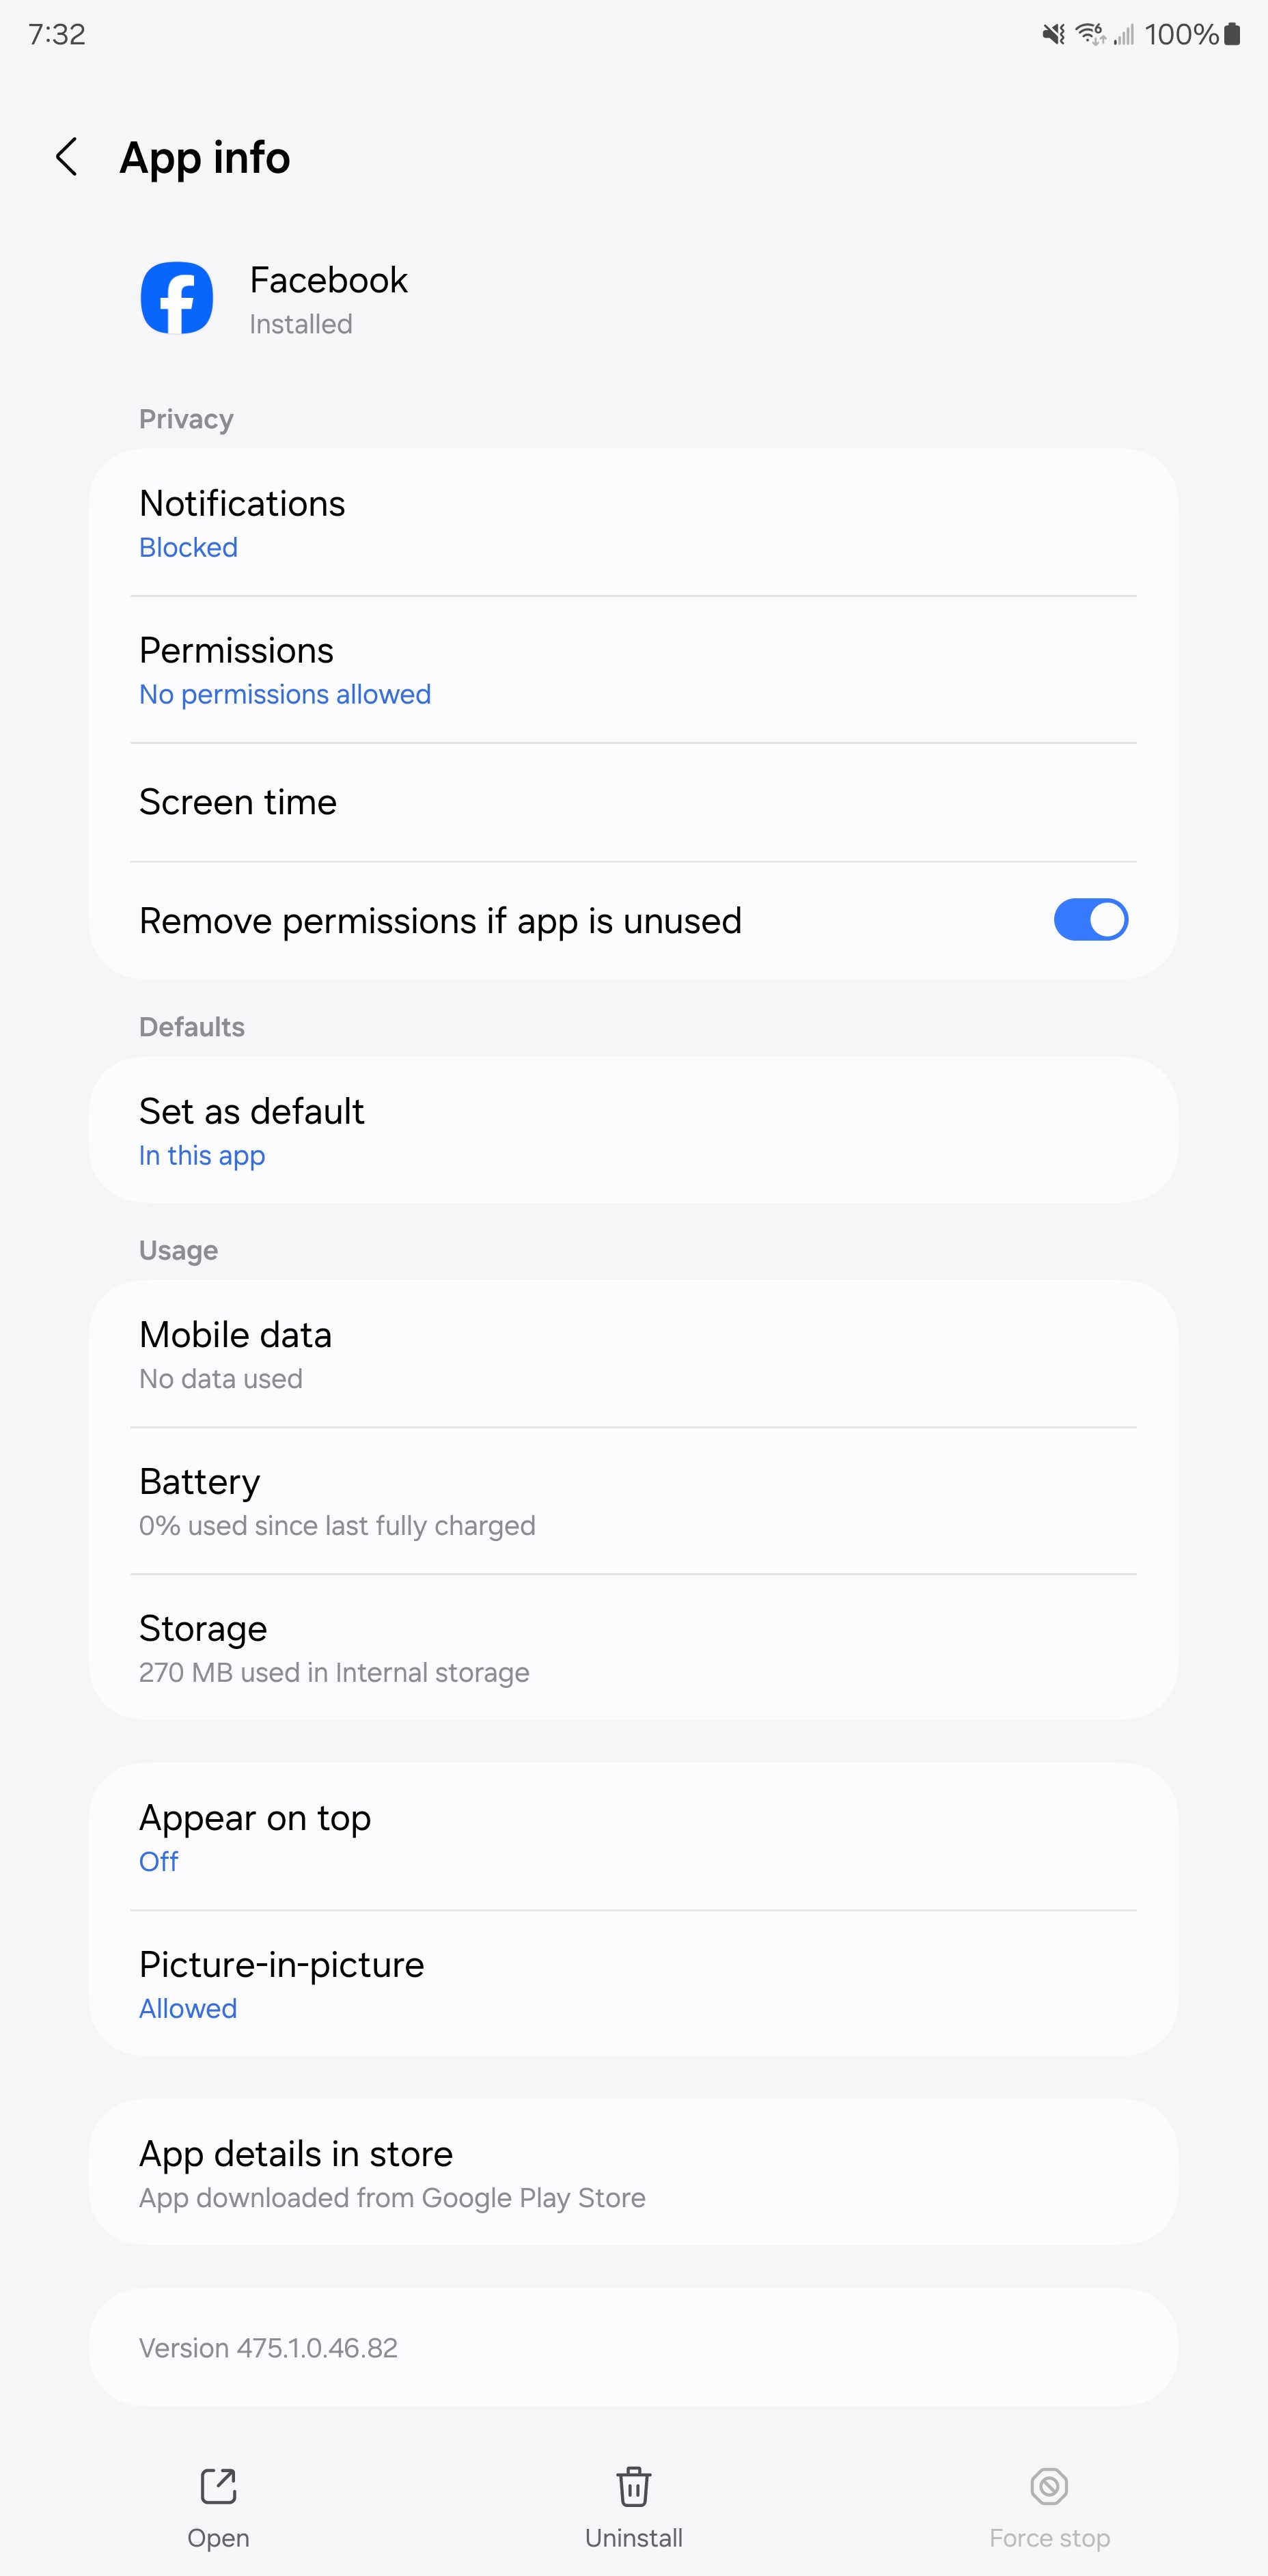 7:32
6 100%
App info
Facebook
Installed
Privacy
Notifications
Blocked
Permissions
No permissions allowed
Screen time
Remove permissions if app is unused
Defaults
Set as default
In this app
Usage
Mobile data
No data used
Battery
0% used since last fully charged
Storage
270 MB used in Internal storage
Appear on top
Off
Picture-in-picture
Allowed
App details in store
App downloaded from Google Play Store
Version 475.1.0.46.82
Open
Uninstall
Force stop